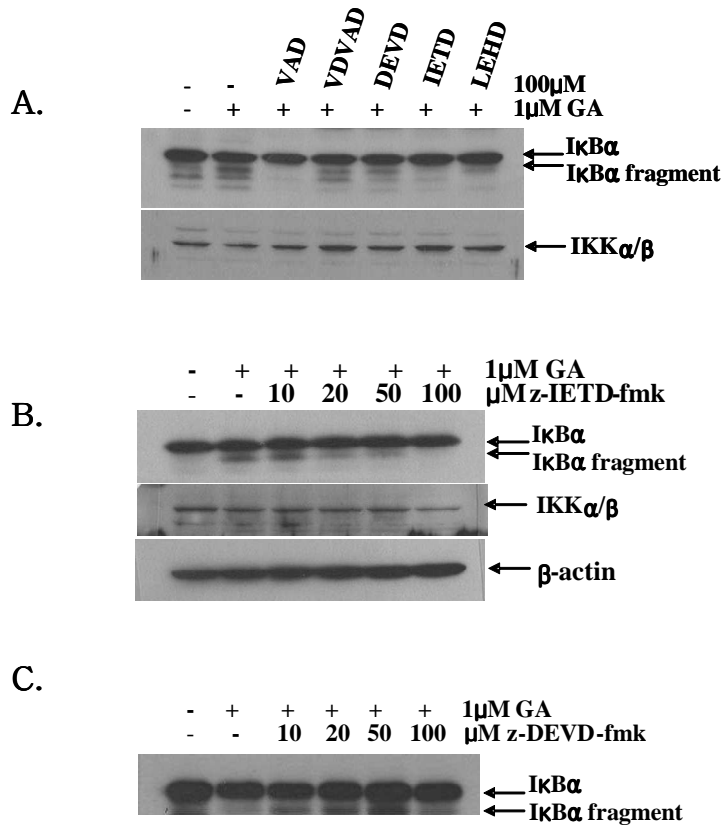 A.
VAD VDVAD DEVD IETD LEHD
- - 100µM
- + + + + + + 1µM GA
IκBα
IκBα fragment
IKKα/β
B.
- + + + + + 1µM GA
- - 10 20 50 100 µM z-IETD-fmk
IκBα
IκBα fragment
IKKα/β
β-actin
C.
- + + + + + 1µM GA
- - 10 20 50 100 µM z-DEVD-fmk
IκBα
IκBα fragment